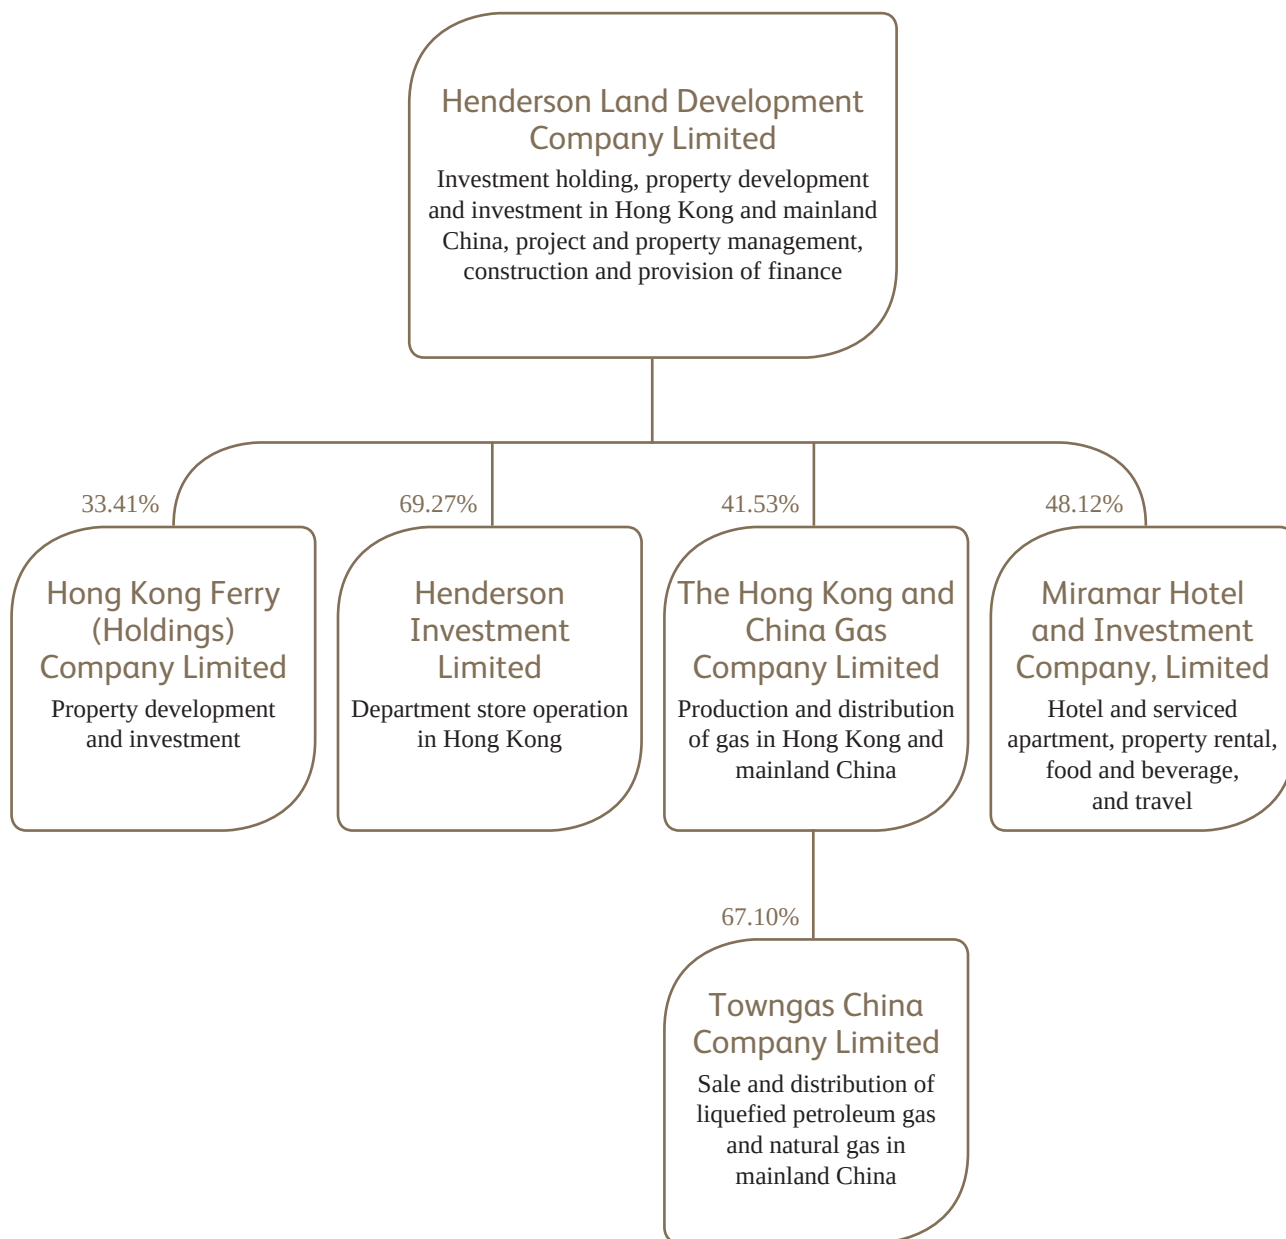 Henderson Land Development
Company Limited
Investment holding, property development
and investment in Hong Kong and mainland
China, project and property management,
construction and provision of finance
33.41%
Hong Kong Ferry
(Holdings)
Company Limited
Property development
and investment
69.27%
Henderson
Investment
Limited
Department store operation
in Hong Kong
41.53%
The Hong Kong and
China Gas
Company Limited
Production and distribution
of gas in Hong Kong and
mainland China
48.12%
Miramar Hotel
and Investment
Company, Limited
Hotel and serviced
apartment, property rental,
food and beverage,
and travel
67.10%
Towngas China
Company Limited
Sale and distribution of
liquefied petroleum gas
and natural gas in
mainland China